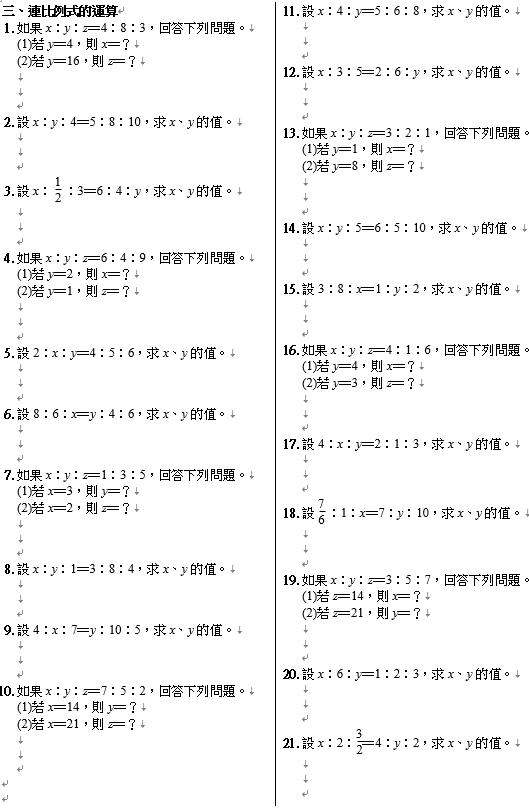 三、連比例式的運算
1.如果 x：y：z＝4：8：3，回答下列問題。
(1)若 y＝4，則 x＝？
(2)若 y＝16，則 z＝？
2.設 x：y：4＝5：8：10，求 x、y 的值。
3.設 x：1/2：3＝6：4：y，求 x、y 的值。
4.如果 x：y：z＝6：4：9，回答下列問題。
(1)若 y＝2，則 x＝？
(2)若 y＝1，則 z＝？
5.設 2：x：y＝4：5：6，求 x、y 的值。
6.設 8：6：x＝y：4：6，求 x、y 的值。
7.如果 x：y：z＝1：3：5，回答下列問題。
(1)若 x＝3，則 y＝？
(2)若 x＝2，則 z＝？
8.設 x：y：1＝3：8：4，求 x、y 的值。
9.設 4：x：7＝y：10：5，求 x、y 的值。
10.如果 x：y：z＝7：5：2，回答下列問題。
(1)若 x＝14，則 y＝？
(2)若 x＝21，則 z＝？
11.設 x：4：y＝5：6：8，求 x、y 的值。
12.設 x：3：5＝2：6：y，求 x、y 的值。
13.如果 x：y：z＝3：2：1，回答下列問題。
(1)若 y＝1，則 x＝？
(2)若 y＝8，則 z＝？
14.設 x：y：5＝6：5：10，求 x、y 的值。
15.設 3：8：x＝1：y：2，求 x、y 的值。
16.如果 x：y：z＝4：1：6，回答下列問題。
(1)若 y＝4，則 x＝？
(2)若 y＝3，則 z＝？
17.設 4：x：y＝2：1：3，求 x、y 的值。
18.設 7/6：1：x＝7：y：10，求 x、y 的值。
19.如果 x：y：z＝3：5：7，回答下列問題。
(1)若 z＝14，則 x＝？
(2)若 z＝21，則 y＝？
20.設 x：6：y＝1：2：3，求 x、y 的值。
21.設 x：2：3/2＝4：y：2，求 x、y 的值。